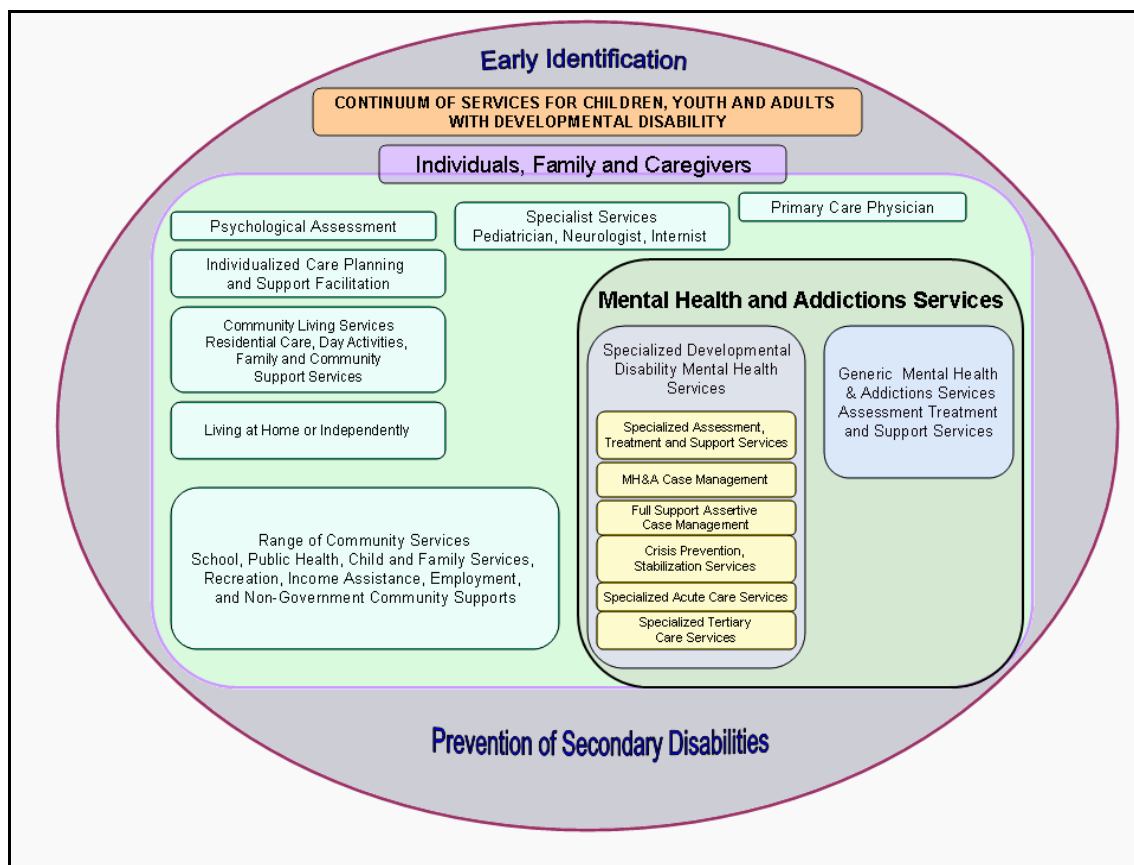 Early Identification
CONTINUUM OF SERVICES FOR CHILDREN, YOUTH AND ADULTS
WITH DEVELOPMENTAL DISABILITY
Individuals, Family and Caregivers
Psychological Assessment
Specialist Services
Pediatrician, Neurologist, Internist
Primary Care Physician
Individualized Care Planning
and Support Facilitation
Community Living Services
Residential Care, Day Activities,
Family and Community
Support Services
Living at Home or Independently
Range of Community Services
School, Public Health, Child and Family Services,
Recreation, Income Assistance, Employment,
and Non-Government Community Supports
Mental Health and Addictions Services
Specialized Developmental
Disability Mental Health
Services
Specialized Assessment,
Treatment and Support Services
MH&A Case Management
Full Support Assertive
Case Management
Crisis Prevention,
Stabilization Services
Specialized Acute Care Services
Specialized Tertiary
Care Services
Generic Mental Health
& Addictions Services
Assessment Treatment
and Support Services
Prevention of Secondary Disabilities